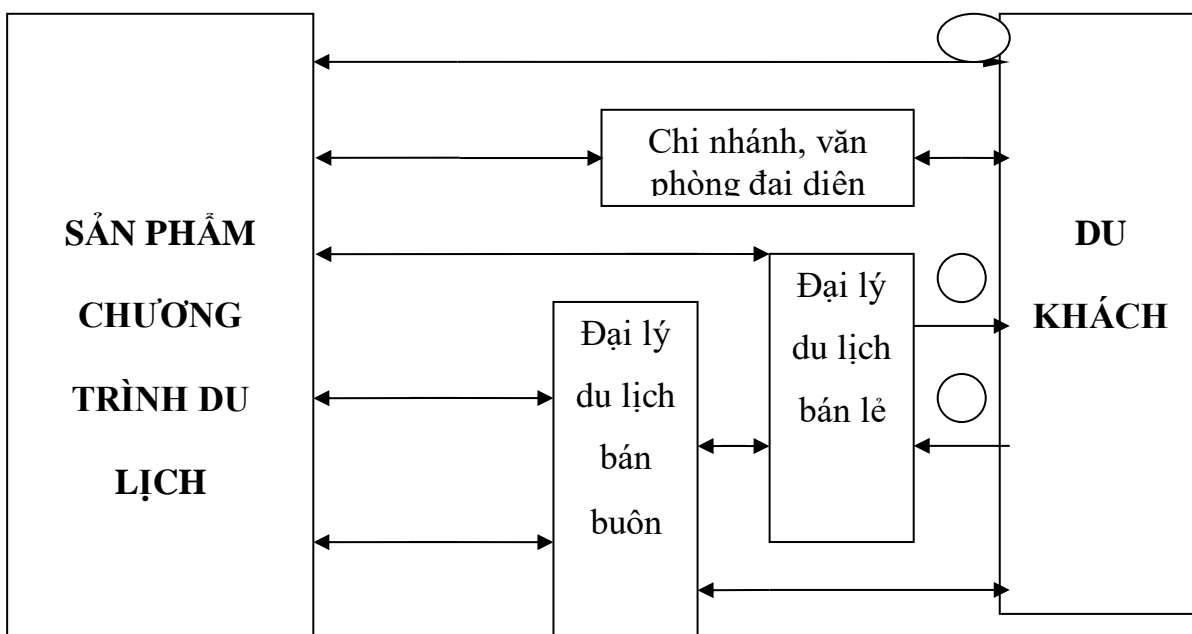 SẢN PHẨM
CHƯƠNG
TRÌNH DU
LỊCH
Chi nhánh, văn
phòng đại diện
Đại lý
du lịch
bán
buôn
Đại lý
du lịch
bán lẻ
DU
KHÁCH